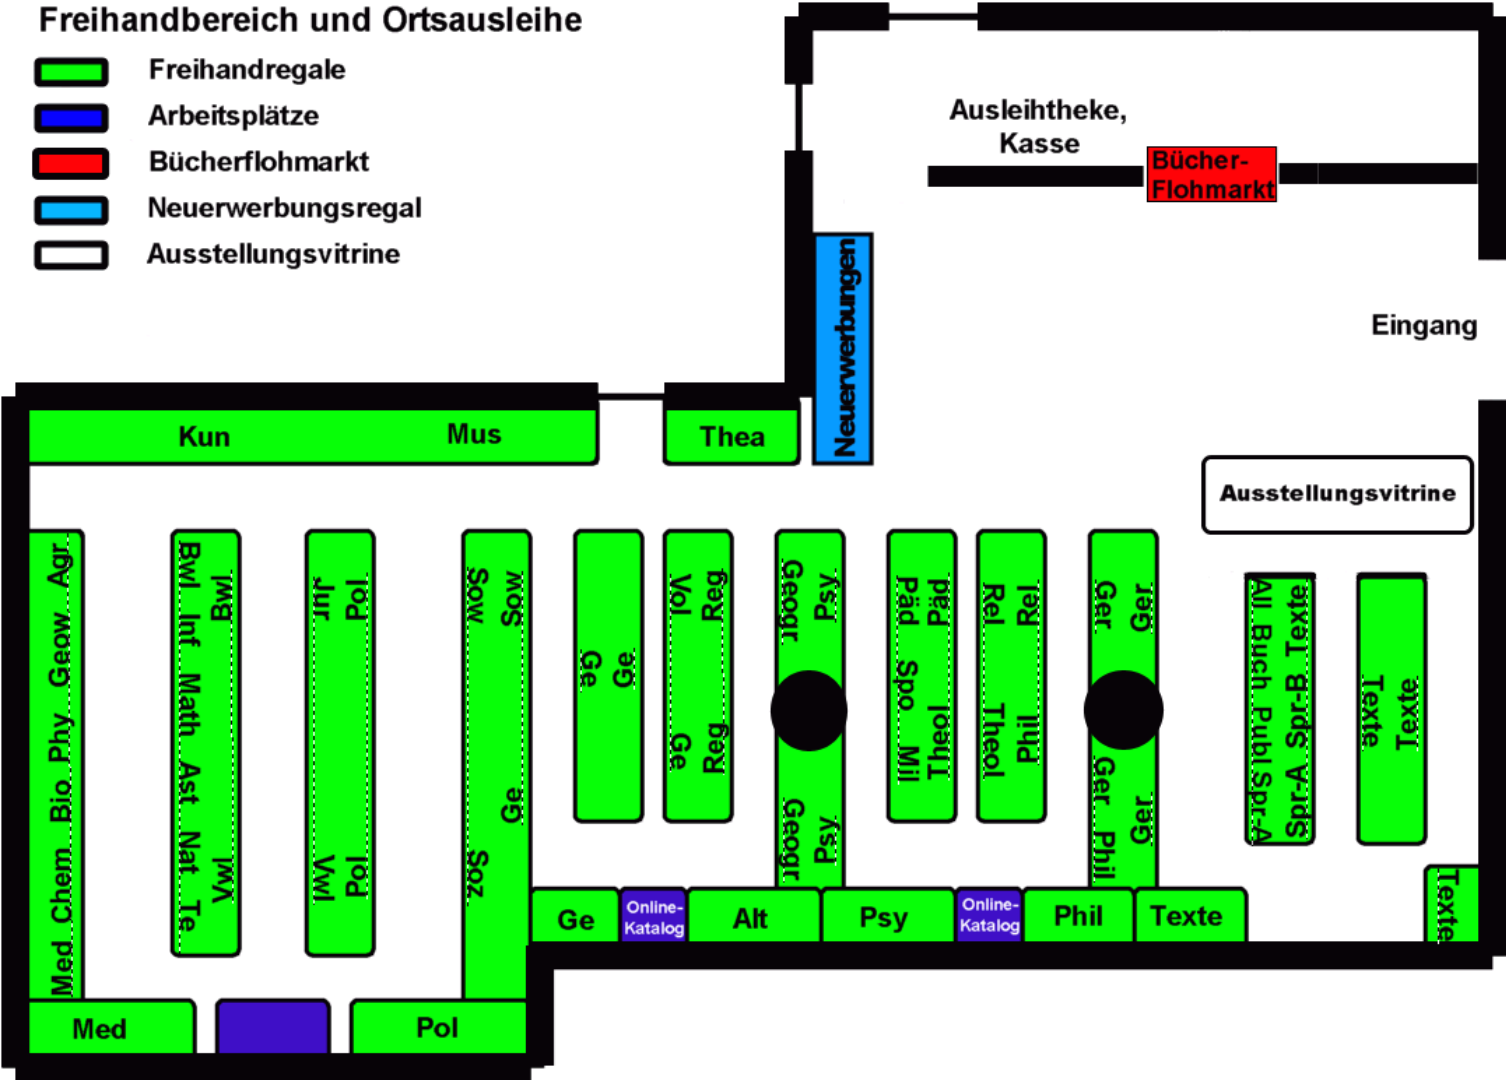 Freihandbereich und Ortsausleihe
Freihandregale
Arbeitsplätze
Bücherflohmarkt
Neuerwerbungsregal
Ausstellungsvitrine
Ausleihtheke,
Kasse
Bücher-
Flohmarkt
Neuerwerbungen
Eingang
Kun Mus Thea
Ausstellungsvitrine
Med Chem Bio Phy Geow Agr
Bwl Inf Math Ast Nat Te
Bwl Vwl
Jur Vwl
Pol Pol
Sow Soz
Sow Ge
Ge
Ge
Vol Ge
Reg Reg
Geogr Geogr
Psy Psy
Päd Spo Mil
Päd Theol
Rel Theol
Rel Phil
Ger Ger Phil
Ger Ger
All Buch Publ Spr-A
Spr-A Spr-B Texte
Texte
Texte
Texte
Ge
Online-
Katalog
Alt
Psy
Online-
Katalog
Phil
Texte
Med
Pol